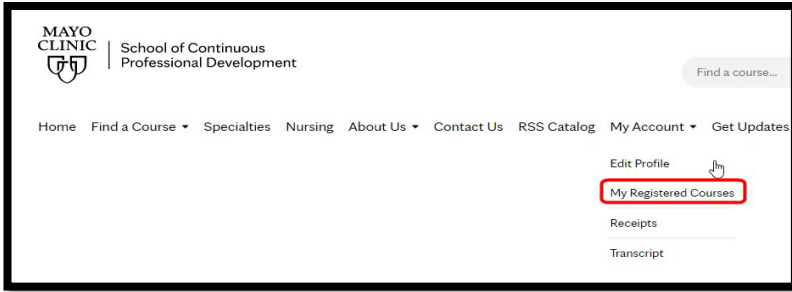 MAYO
CLINIC
School of Continuous
Professional Development
Find a course...
Home Find a Course Specialties Nursing About Us Contact Us RSS Catalog My Account Get Updates
Edit Profile
My Registered Courses
Receipts
Transcript